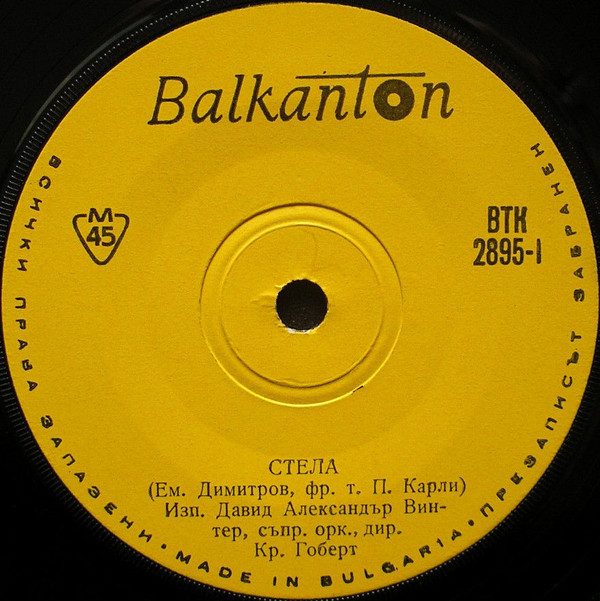 Balkanton
M
45
ВТК
2895-I
СТЕЛА
(Ем. Димитров, фр. т. П. Карли)
Изп. Давид Александър Вин-
тер, съпр. орк., дир.
Кр. Гоберт
ВСИЧКИ ПРАВА ЗАПАЗЕНИ • MADE IN BULGARIA • ПРЕЗАПИСЪТ ЗАБРАНЕН